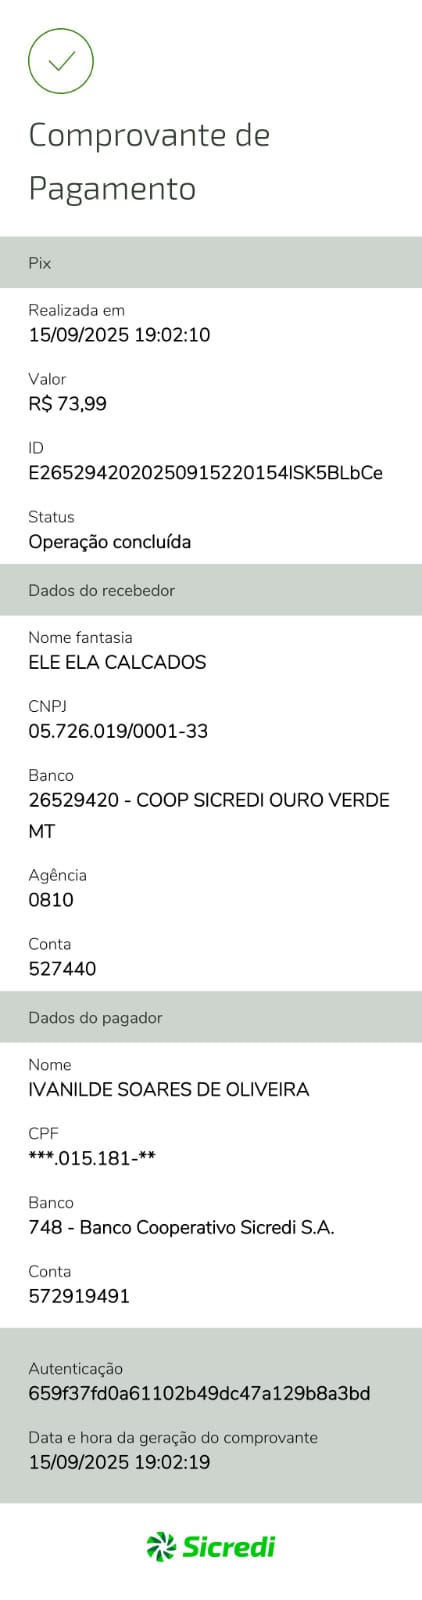 Comprovante de
Pagamento
Pix
Realizada em
15/09/2025 19:02:10
Valor
R$ 73,99
ID
E26529420202509152201​54ISK5BLbCe
Status
Operação concluída
Dados do recebedor
Nome fantasia
ELE ELA CALCADOS
CNPJ
05.726.019/0001-33
Banco
26529420 - COOP SICREDI OURO VERDE
MT
Agência
0810
Conta
527440
Dados do pagador
Nome
IVANILDE SOARES DE OLIVEIRA
CPF
***.015.181-**
Banco
748 - Banco Cooperativo Sicredi S.A.
Conta
572919491
Autenticação
659f37fd0a61102b49dc47a129b8a3bd
Data e hora da geração do comprovante
15/09/2025 19:02:19
Sicredi